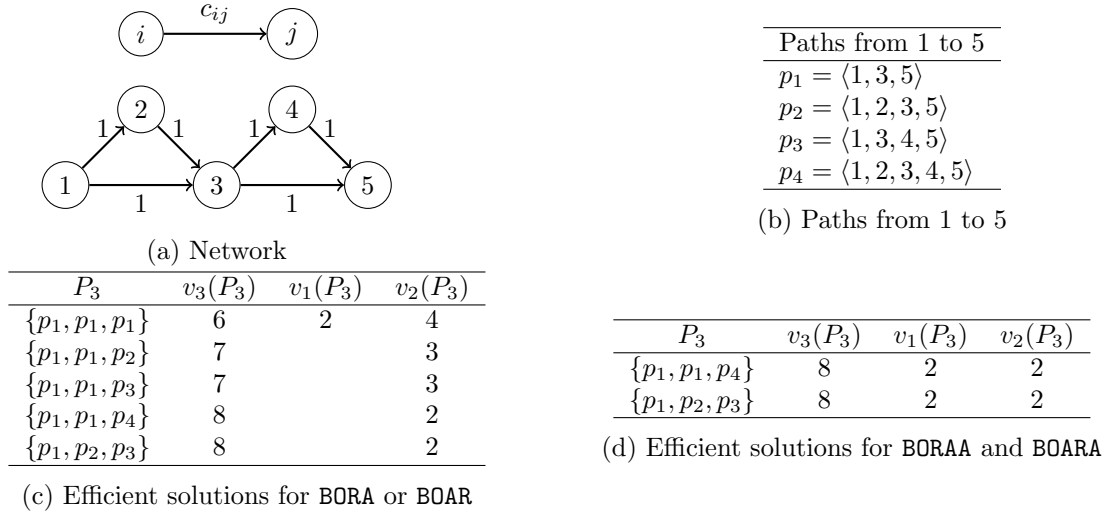 c_{ij}
i j
2 4
1 1 1 1
1 3 5
1 1
(a) Network
Paths from 1 to 5
p_1 = ⟨1, 3, 5⟩
p_2 = ⟨1, 2, 3, 5⟩
p_3 = ⟨1, 3, 4, 5⟩
p_4 = ⟨1, 2, 3, 4, 5⟩
(b) Paths from 1 to 5
P_3 v_3(P_3) v_1(P_3) v_2(P_3)
{p_1, p_1, p_1} 6 2 4
{p_1, p_1, p_2} 7 3
{p_1, p_1, p_3} 7 3
{p_1, p_1, p_4} 8 2
{p_1, p_2, p_3} 8 2
(c) Efficient solutions for BORA or BOAR
P_3 v_3(P_3) v_1(P_3) v_2(P_3)
{p_1, p_1, p_4} 8 2 2
{p_1, p_2, p_3} 8 2 2
(d) Efficient solutions for BORAA and BOARA